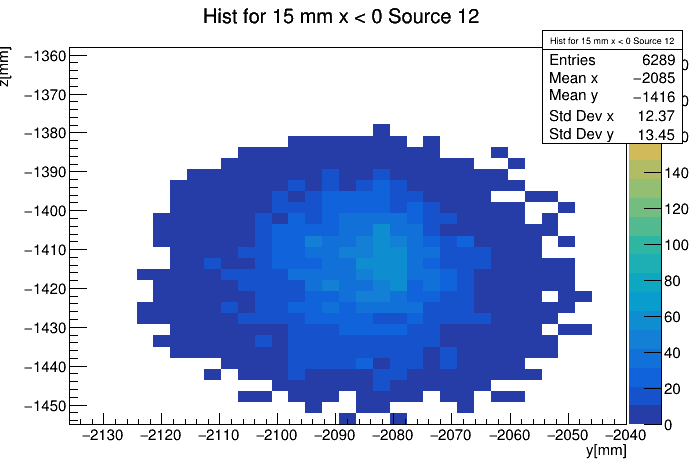 Hist for 15 mm x < 0 Source 12
z[mm]
−1360
−1370
−1380
−1390
−1400
−1410
−1420
−1430
−1440
−1450
Hist for 15 mm x < 0 Source 12
Entries 6289
Mean x −2085
Mean y −1416
Std Dev x 12.37
Std Dev y 13.45
0
0
0
140
120
100
80
60
40
20
0
−2130 −2120 −2110 −2100 −2090 −2080 −2070 −2060 −2050 −2040
y[mm]